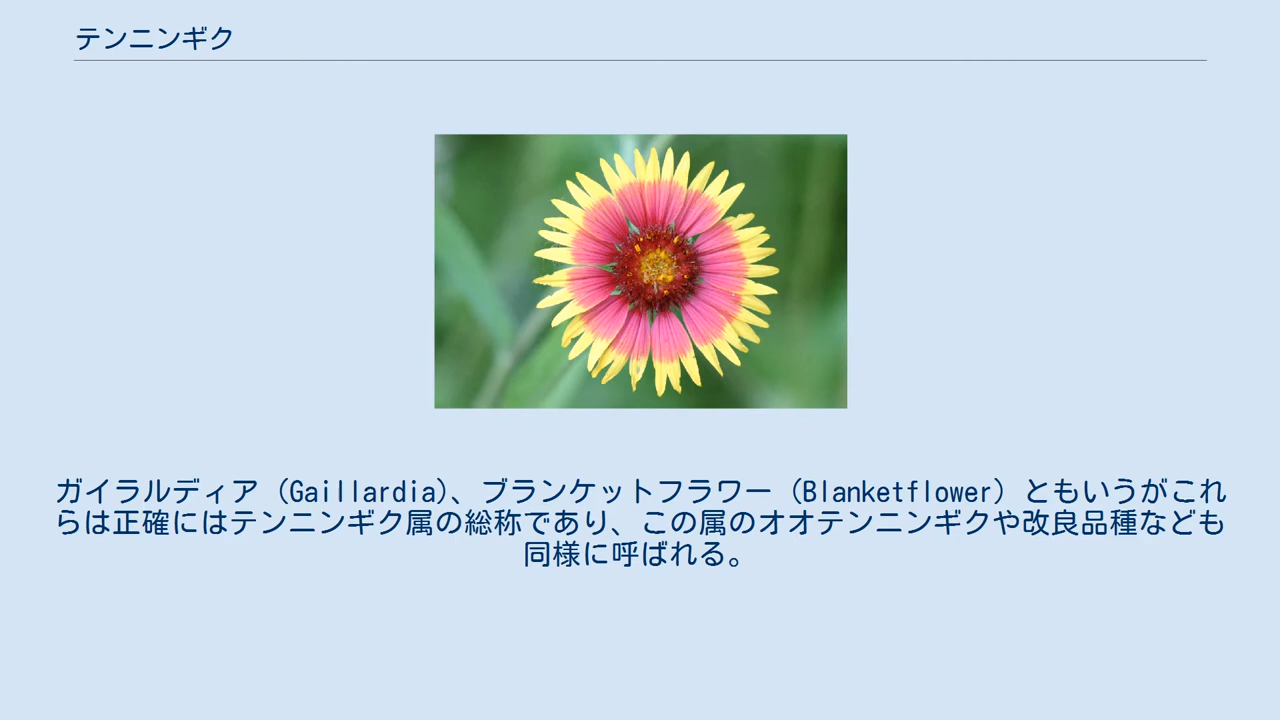 テンニンギク
ガイラルディア（Gaillardia）、ブランケットフラワー（Blanketflower）ともいうがこれ
らは正確にはテンニンギク属の総称であり、この属のオオテンニンギクや改良品種なども
同様に呼ばれる。